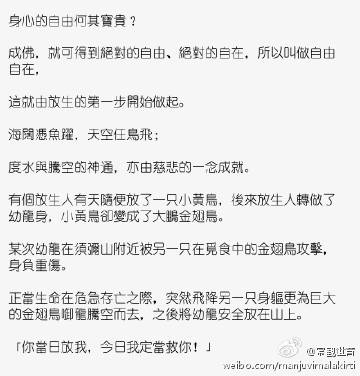 身心的自由何其寶貴？
成佛，就可得到絕對的自由、絕對的自在，所以叫做自由
自在，
這就由放生的第一步開始做起。
海闊憑魚躍，天空任鳥飛；
度水與騰空的神通，亦由慈悲的一念成就。
有個放生人有天隨便放了一只小黃鳥，後來放生人轉做了
幼龍身，小黃鳥卻變成了大鵬金翅鳥。
某次幼龍在須彌山附近被另一只在覓食中的金翅鳥攻擊，
身負重傷。
正當生命在危急存亡之際，突然飛降另一只身軀更為巨大
的金翅鳥啣龍騰空而去，之後將幼龍安全放在山上。
「你當日放我，今日我定當救你！」
weibo.com/manjuvimalakirti